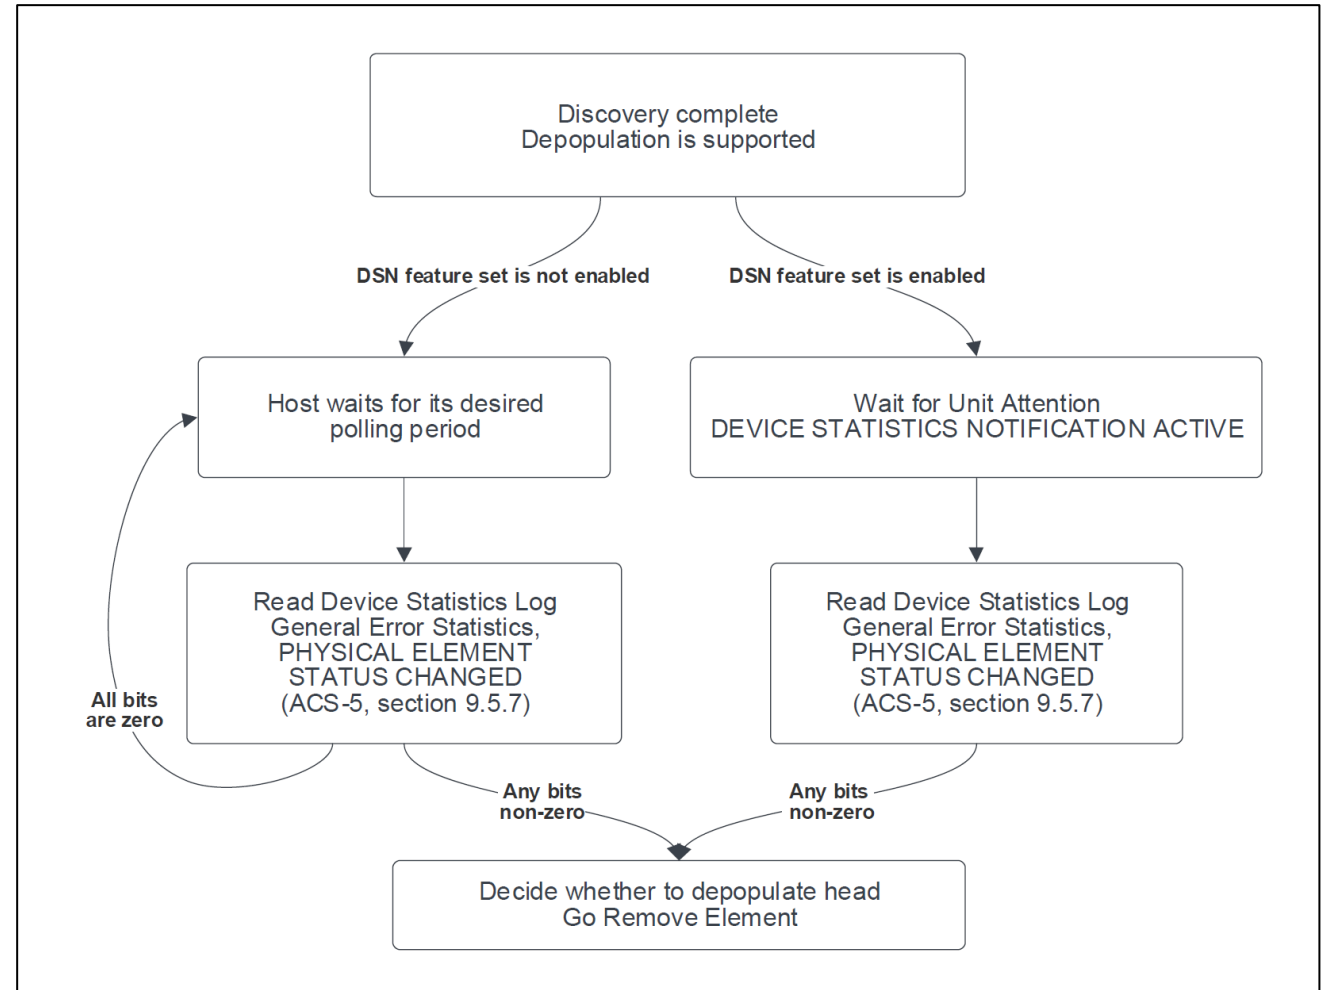 Discovery complete
Depopulation is supported
DSN feature set is not enabled
DSN feature set is enabled
Host waits for its desired
polling period
Wait for Unit Attention
DEVICE STATISTICS NOTIFICATION ACTIVE
Read Device Statistics Log
General Error Statistics,
PHYSICAL ELEMENT
STATUS CHANGED
(ACS-5, section 9.5.7)
Read Device Statistics Log
General Error Statistics,
PHYSICAL ELEMENT
STATUS CHANGED
(ACS-5, section 9.5.7)
All bits
are zero
Any bits
non-zero
Any bits
non-zero
Decide whether to depopulate head
Go Remove Element